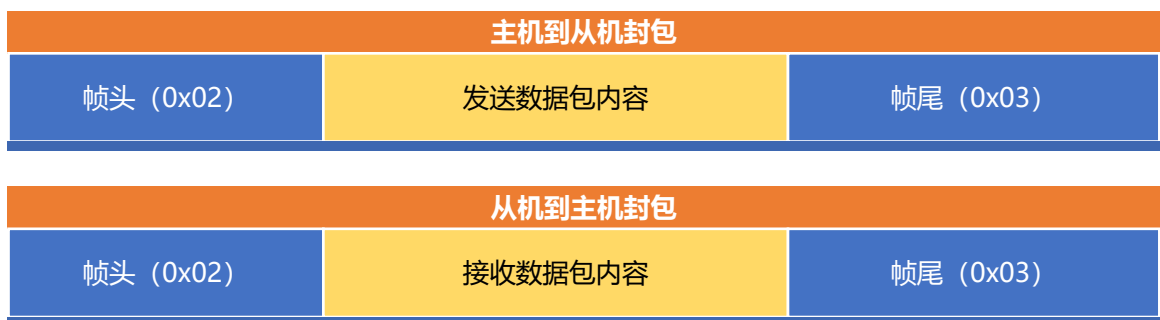 主机到从机封包
帧头（0x02） 发送数据包内容 帧尾（0x03）
从机到主机封包
帧头（0x02） 接收数据包内容 帧尾（0x03）